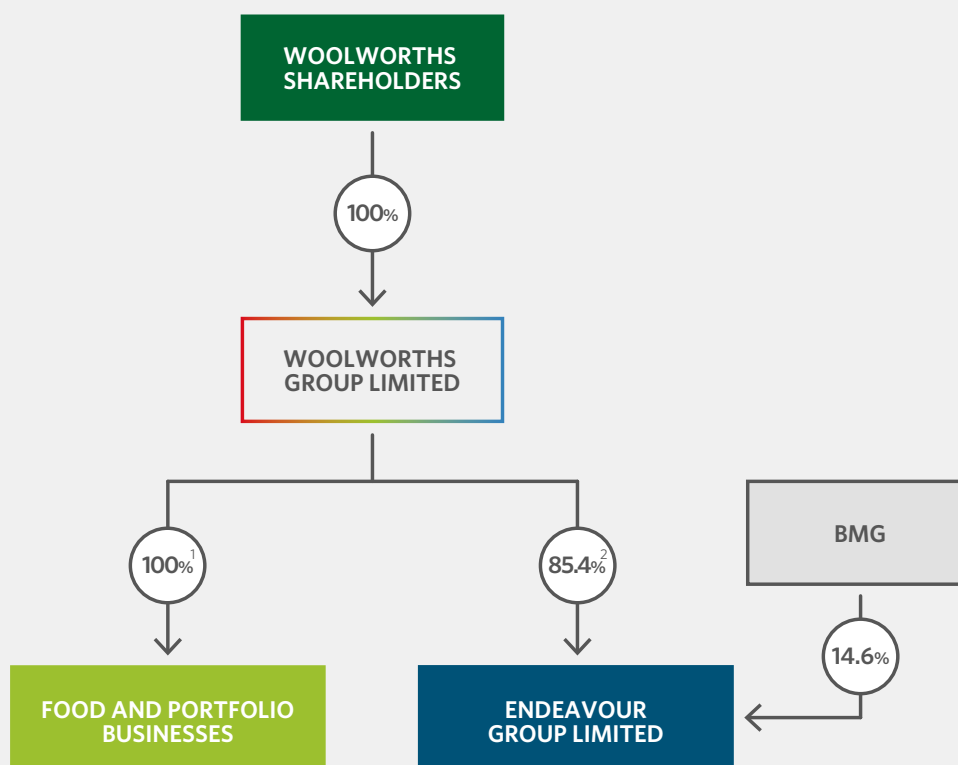 WOOLWORTHS
SHAREHOLDERS
100%
WOOLWORTHS
GROUP LIMITED
100%1
85.4%2
BMG
14.6%
FOOD AND PORTFOLIO
BUSINESSES
ENDEAVOUR
GROUP LIMITED